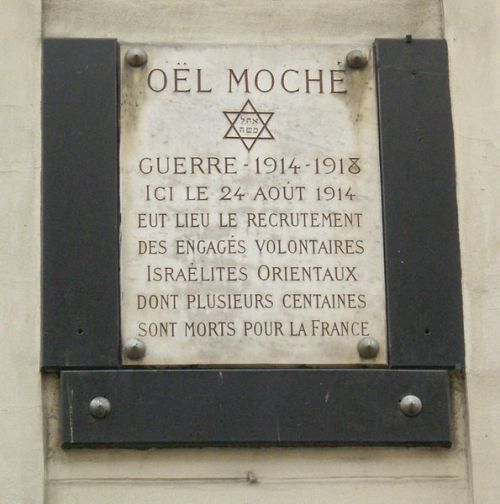 OËL MOCHÉ
אהל
משה
GUERRE-1914-1918
ICI LE 24 AOÛT 1914
EUT LIEU LE RECRUTEMENT
DES ENGAGÉS VOLONTAIRES
ISRAÉLITES ORIENTAUX
DONT PLUSIEURS CENTAINES
SONT MORTS POUR LA FRANCE